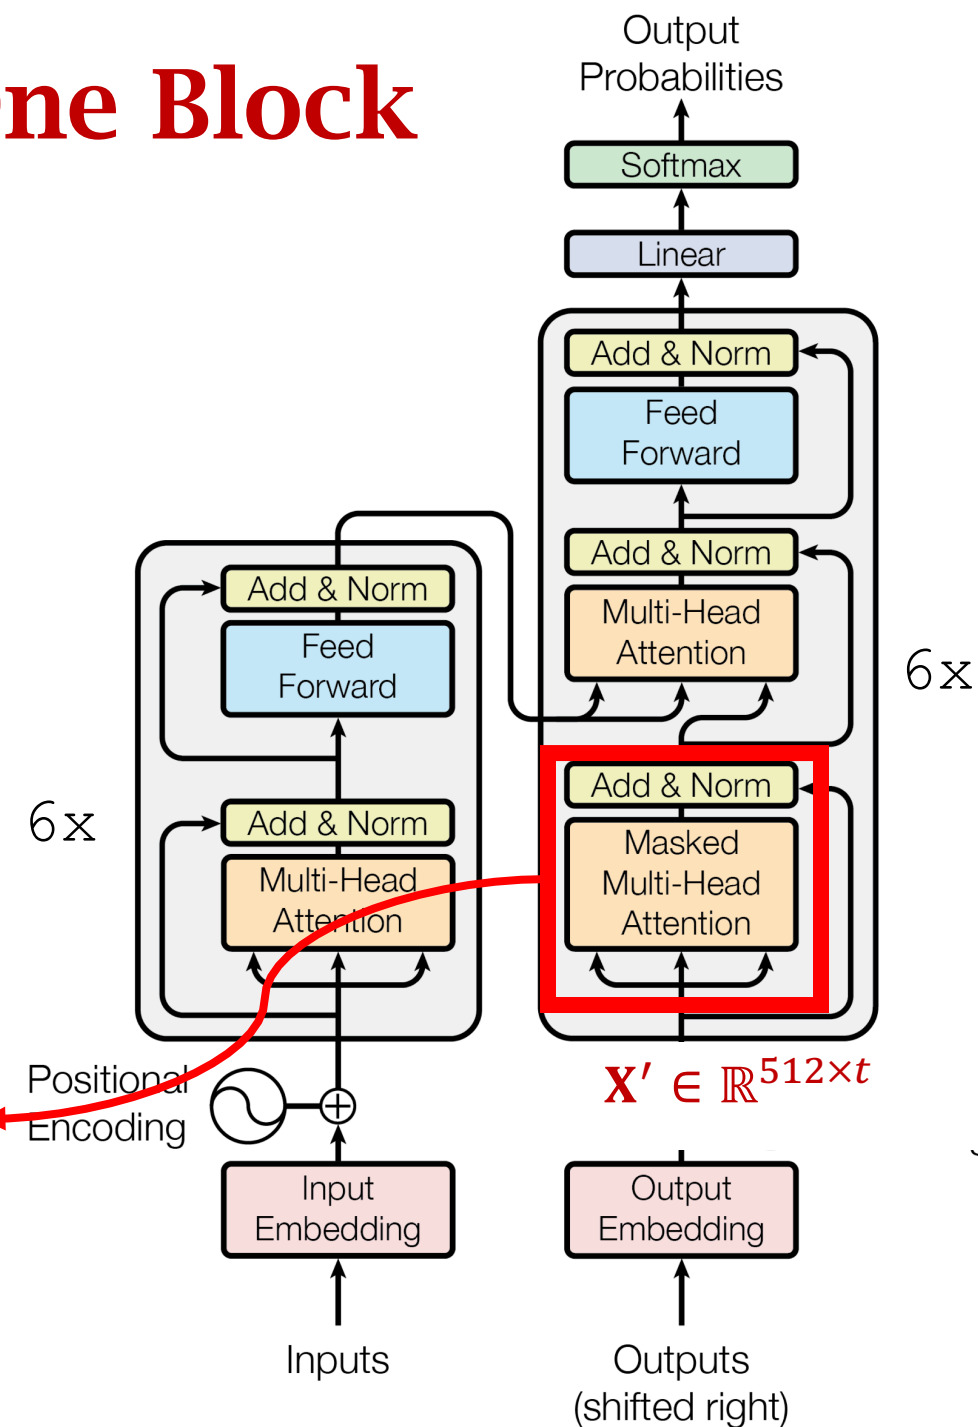 ne Block
Output
Probabilities
Softmax
Linear
Add & Norm
Feed
Forward
Add & Norm
Multi-Head
Attention
6x
Add & Norm
Masked
Multi-Head
Attention
X′ ∈ ℝ^{512×t}
Output
Embedding
Outputs
(shifted right)
Add & Norm
Feed
Forward
6x
Add & Norm
Multi-Head
Attention
Positional
Encoding
Input
Embedding
Inputs